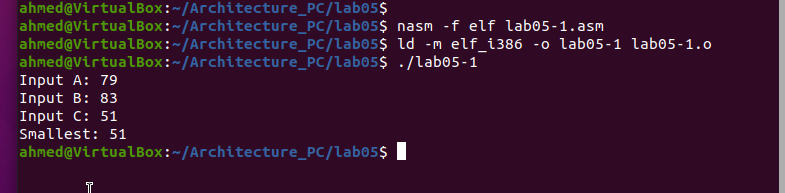 ahmed@VirtualBox:~/Architecture_PC/lab05$
ahmed@VirtualBox:~/Architecture_PC/lab05$ nasm -f elf lab05-1.asm
ahmed@VirtualBox:~/Architecture_PC/lab05$ ld -m elf_i386 -o lab05-1 lab05-1.o
ahmed@VirtualBox:~/Architecture_PC/lab05$ ./lab05-1
Input A: 79
Input B: 83
Input C: 51
Smallest: 51
ahmed@VirtualBox:~/Architecture_PC/lab05$